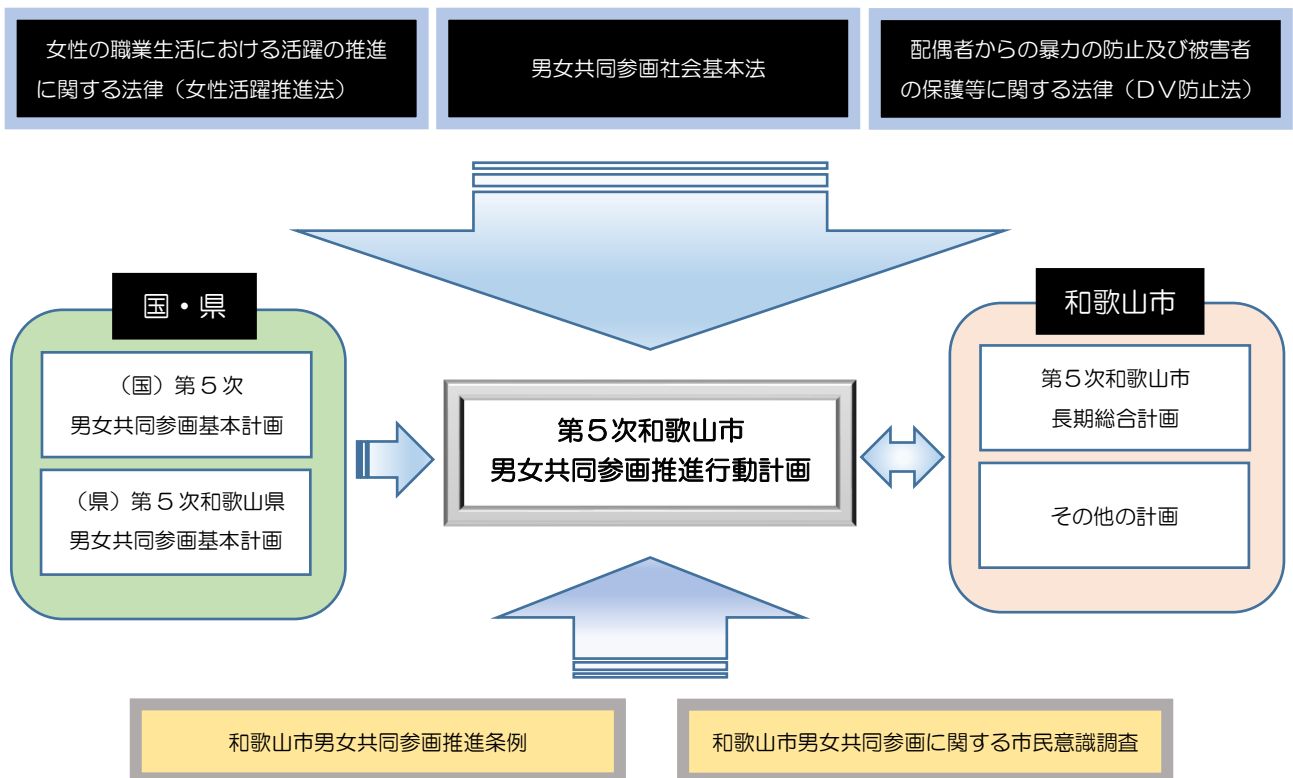 女性の職業生活における活躍の推進
に関する法律（女性活躍推進法）
男女共同参画社会基本法
配偶者からの暴力の防止及び被害者
の保護等に関する法律（ＤＶ防止法）
国・県
（国）第５次
男女共同参画基本計画
（県）第５次和歌山県
男女共同参画基本計画
第５次和歌山市
男女共同参画推進行動計画
和歌山市
第５次和歌山市
長期総合計画
その他の計画
和歌山市男女共同参画推進条例
和歌山市男女共同参画に関する市民意識調査